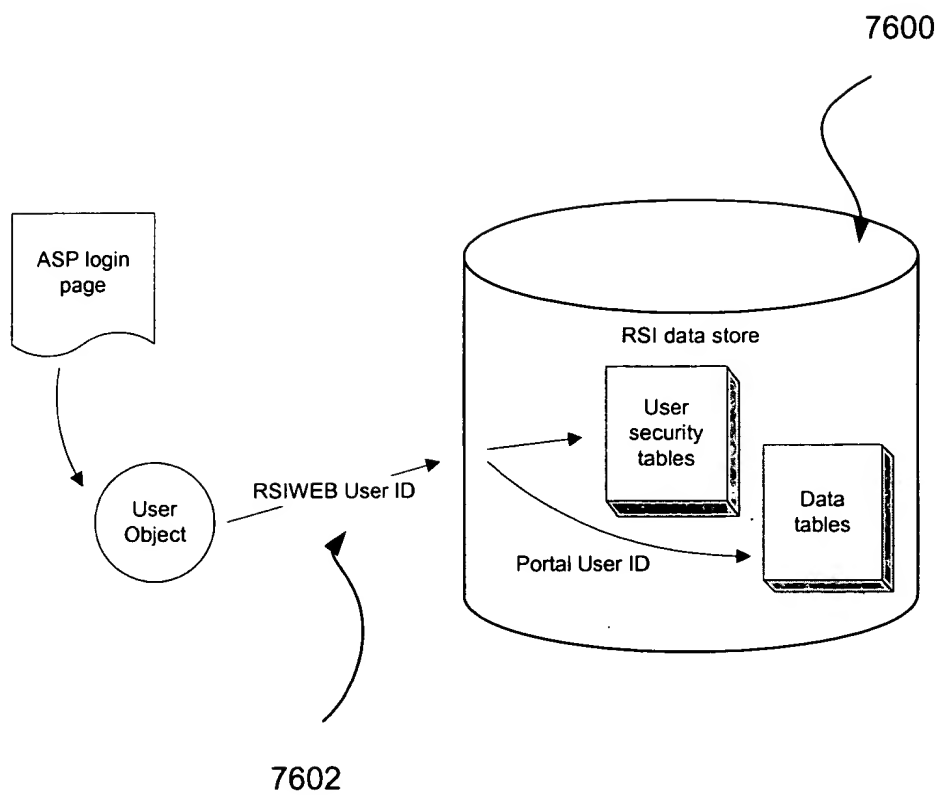 7600
ASP login
page
RSI data store
User
security
tables
RSIWEB User ID
User
Object
Data
tables
Portal User ID
7602